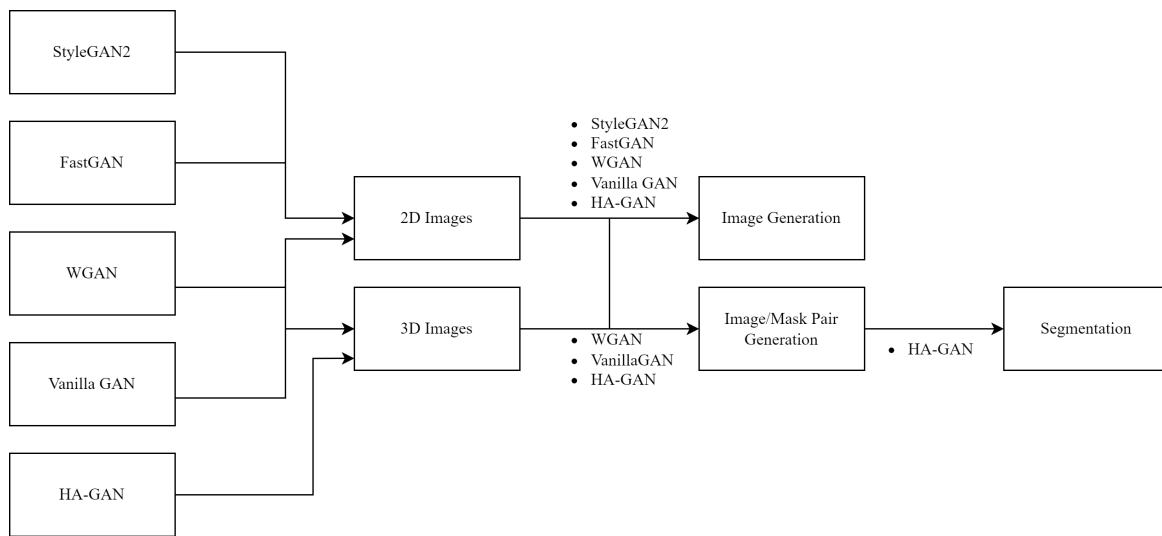 StyleGAN2
FastGAN
WGAN
Vanilla GAN
HA-GAN
2D Images
3D Images
• StyleGAN2
• FastGAN
• WGAN
• Vanilla GAN
• HA-GAN
• WGAN
• VanillaGAN
• HA-GAN
Image Generation
Image/Mask Pair
Generation
• HA-GAN
Segmentation